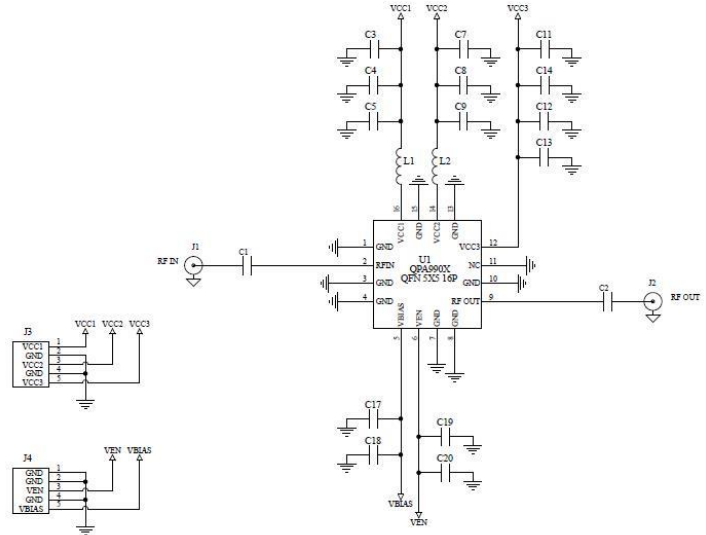 VCC1
VCC2
VCC3
C3
C7
C11
C4
C8
C14
C5
C9
C12
C13
L1
L2
16
15
14
13
VCC1
GND
VCC2
GND
J1
RF IN
C1
1
GND
2
RFIN
3
GND
4
GND
U1
QPA990X
QFN 5X5 16P
VCC3
12
NC
11
GND
10
RF OUT
9
C2
J2
RF OUT
VBIAS
VEN
GND
GND
5
6
7
8
J3
VCC1 VCC2 VCC3
VCC1 1
GND 2
VCC2 3
GND 4
VCC3 5
C17
C18
C19
C20
VBIAS
VEN
J4
VEN VBIAS
GND 1
GND 2
VEN 3
GND 4
VBIAS 5